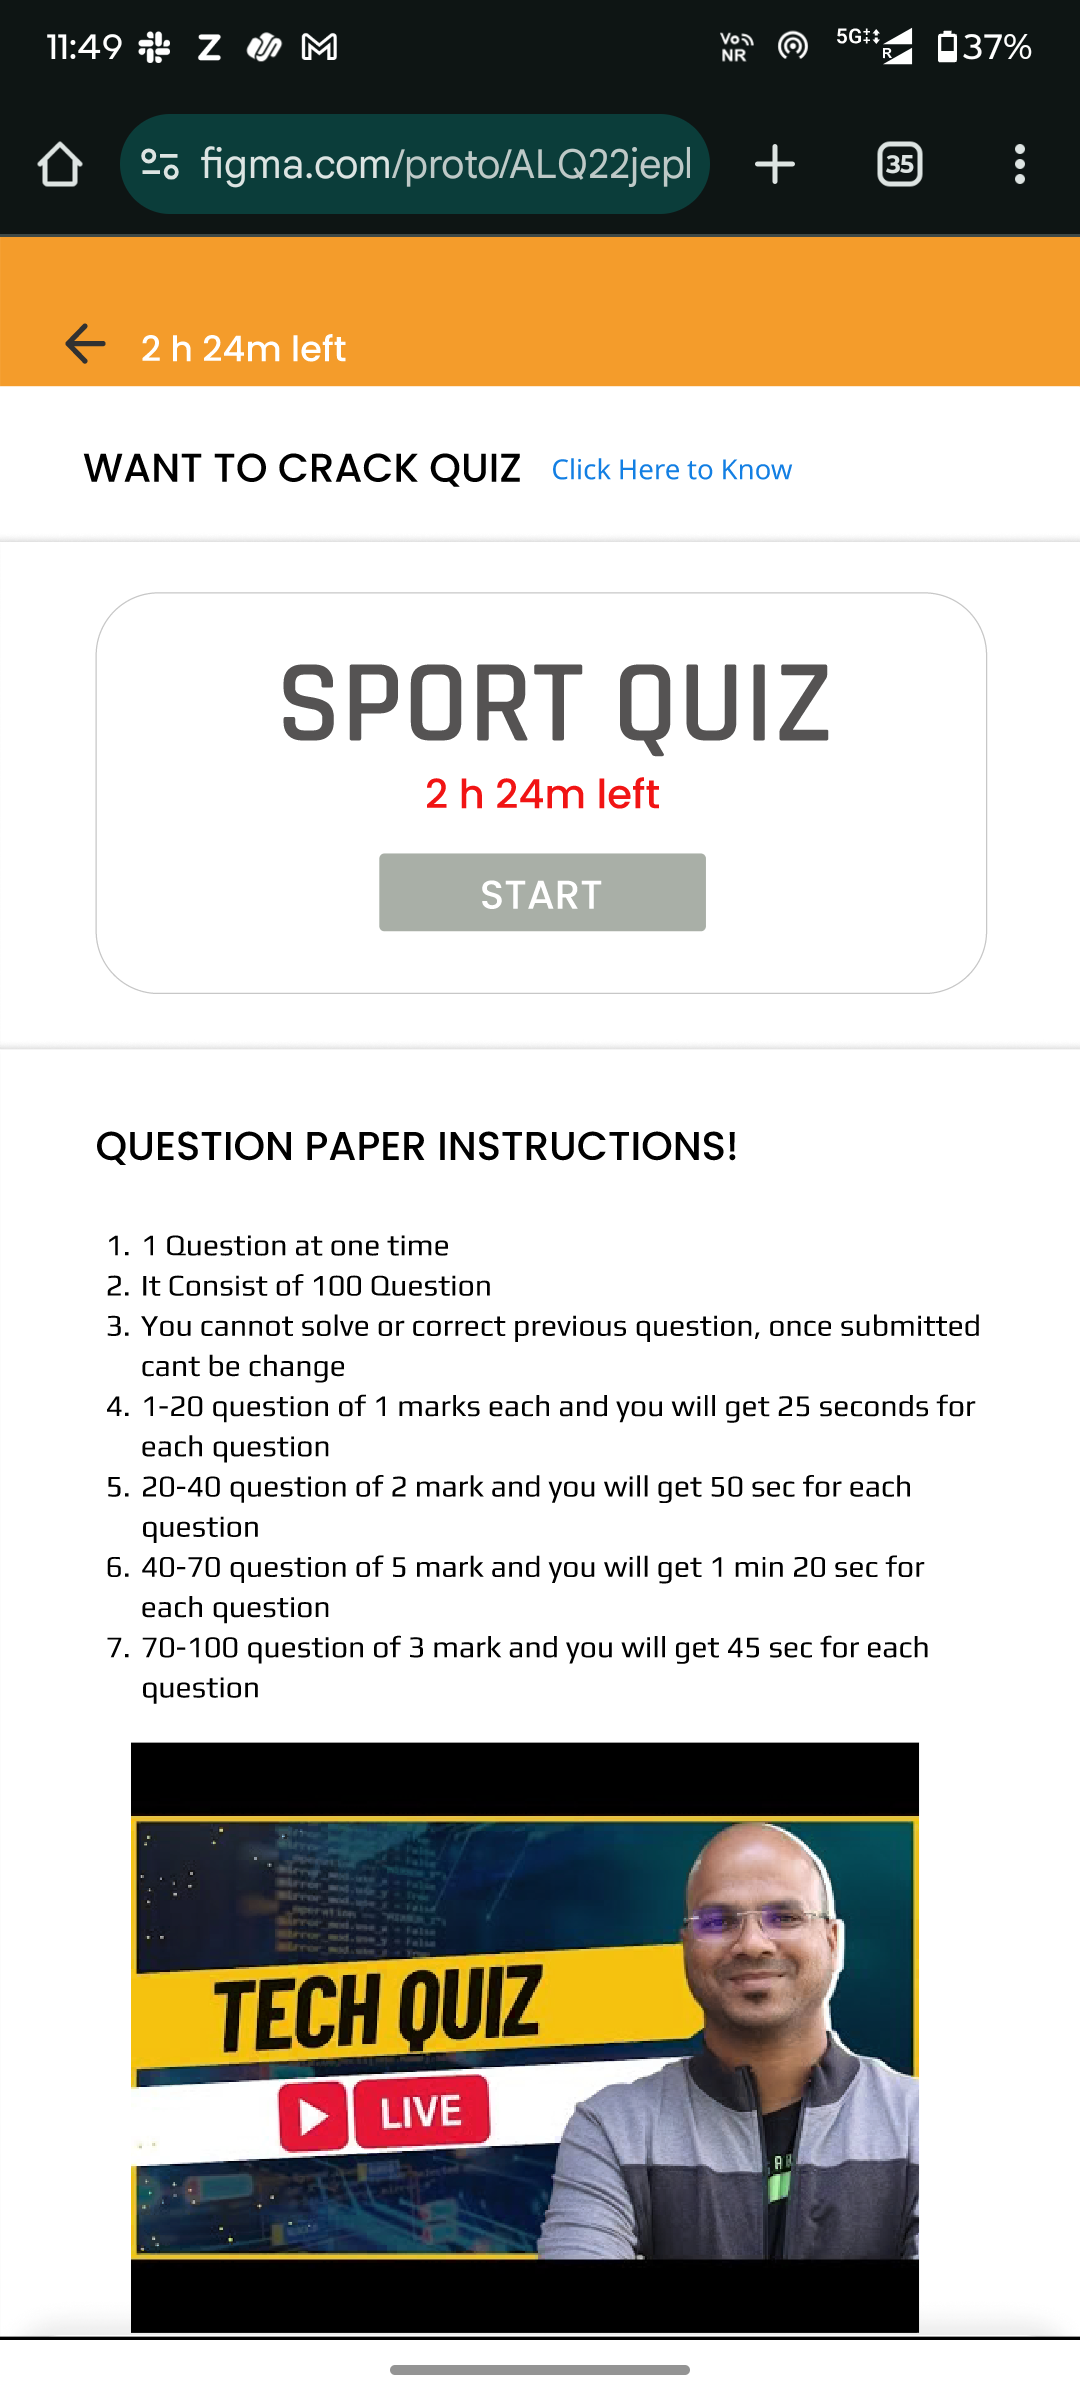 11:49
Vo
NR
5G
R
37%
figma.com/proto/ALQ22jepl
35
2 h 24m left
WANT TO CRACK QUIZ Click Here to Know
SPORT QUIZ
2 h 24m left
START
QUESTION PAPER INSTRUCTIONS!
1. 1 Question at one time
2. It Consist of 100 Question
3. You cannot solve or correct previous question, once submitted
cant be change
4. 1-20 question of 1 marks each and you will get 25 seconds for
each question
5. 20-40 question of 2 mark and you will get 50 sec for each
question
6. 40-70 question of 5 mark and you will get 1 min 20 sec for
each question
7. 70-100 question of 3 mark and you will get 45 sec for each
question
TECH QUIZ
LIVE